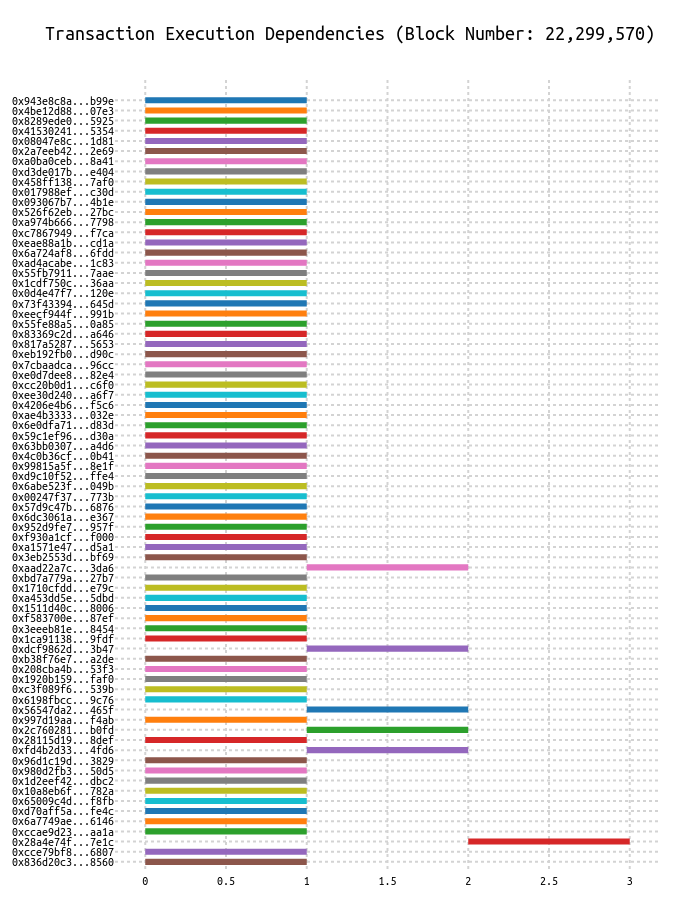 Transaction Execution Dependencies (Block Number: 22,299,570)
0x943e8c8a...b99e
0x4be12d88...07e3
0x8289ede0...5925
0x41530241...5354
0x08047e8c...1d81
0x2a7eeb42...2e69
0xa0ba0ceb...8a41
0xd3de017b...e404
0x458ff138...7af0
0x017988ef...c30d
0x093067b7...4b1e
0x526f62eb...27bc
0xa974b666...7798
0xc7867949...f7ca
0xeae88a1b...cd1a
0x6a724af8...6fdd
0xad4acabe...1c83
0x55fb7911...7aae
0x1cdf750c...36aa
0x0d4e47f7...120e
0x73f43394...645d
0xeecf944f...991b
0x55fe88a5...0a85
0x83369c2d...a646
0x817a5287...5653
0xeb192fb0...d90c
0x7cbaadca...96cc
0xe0d7dee8...82e4
0xcc20b0d1...c6f0
0xee30d240...a6f7
0x4206e4b6...f5c6
0xae4b3333...032e
0x6e0dfa71...d83d
0x59c1ef96...d30a
0x63bb0307...a4d6
0x4c0b36cf...0b41
0x99815a5f...8e1f
0xd9c10f52...ffe4
0x6abe523f...049b
0x00247f37...773b
0x57d9c47b...6876
0x6dc3061a...e367
0x952d9fe7...957f
0xf930a1cf...f000
0xa1571e47...d5a1
0x3eb2553d...bf69
0xaad22a7c...3da6
0xbd7a779a...27b7
0x1710cfdd...e79c
0xa453dd5e...5dbd
0x1511d40c...8006
0xf583700e...87ef
0x3eeeb81e...8454
0x1ca91138...9fdf
0xdcf9862d...3b47
0xb38f76e7...a2de
0x208cba4b...53f3
0x1920b159...faf0
0xc3f089f6...539b
0x6198fbcc...9c76
0x56547da2...465f
0x997d19aa...f4ab
0x2c760281...b0fd
0x28115d19...8def
0xfd4b2d33...4fd6
0x96d1c19d...3829
0x980d2fb3...50d5
0x1d2eef42...dbc2
0x10a8eb6f...782a
0x65009c4d...f8fb
0xd70aff5a...fe4c
0x6a7749ae...6146
0xccae9d23...aa1a
0x28a4e74f...7e1c
0xcce79bf8...6807
0x836d20c3...8560
0 0.5 1 1.5 2 2.5 3